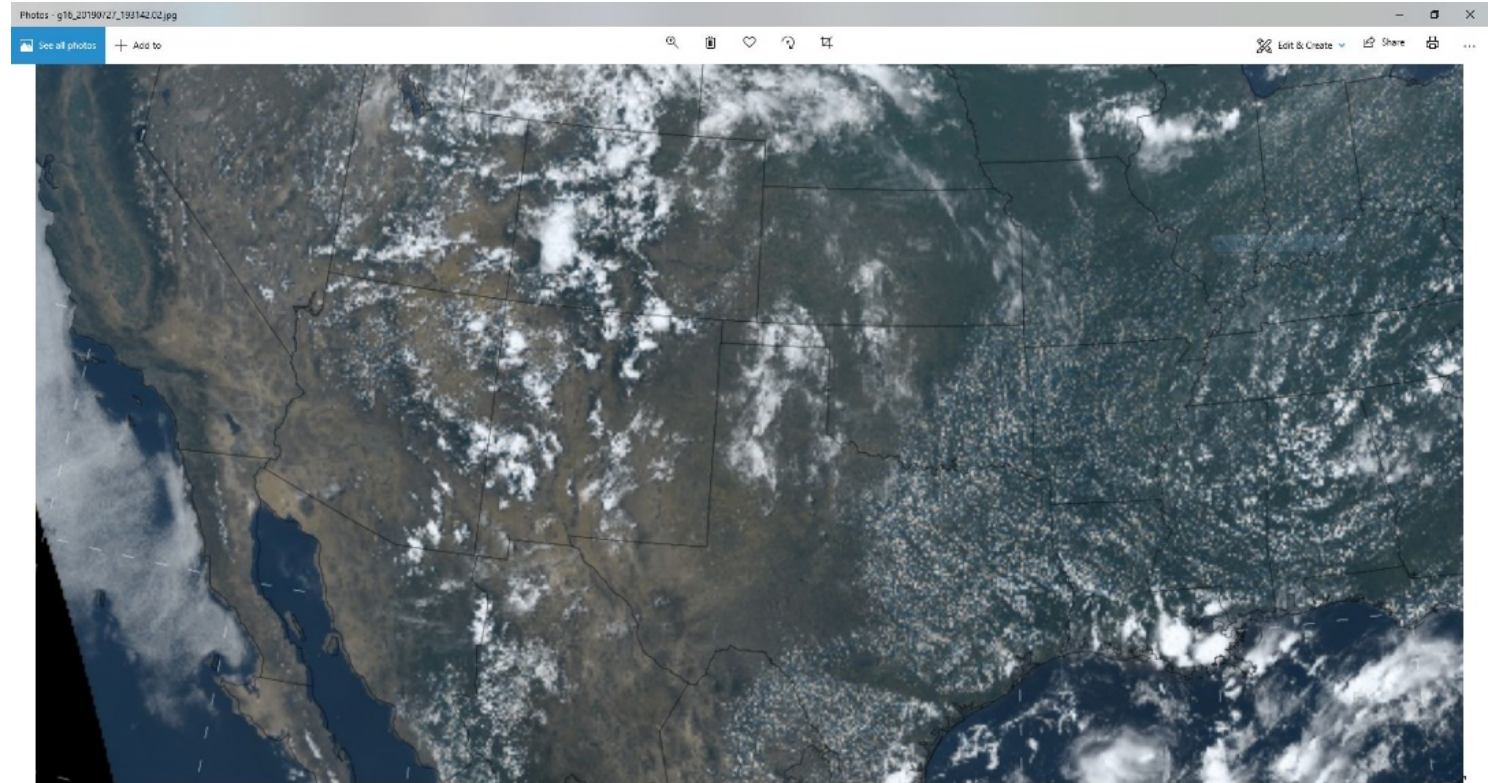 Photos - g16_20190727_193142.02.jpg
See all photos
Add to
Edit & Create
Share